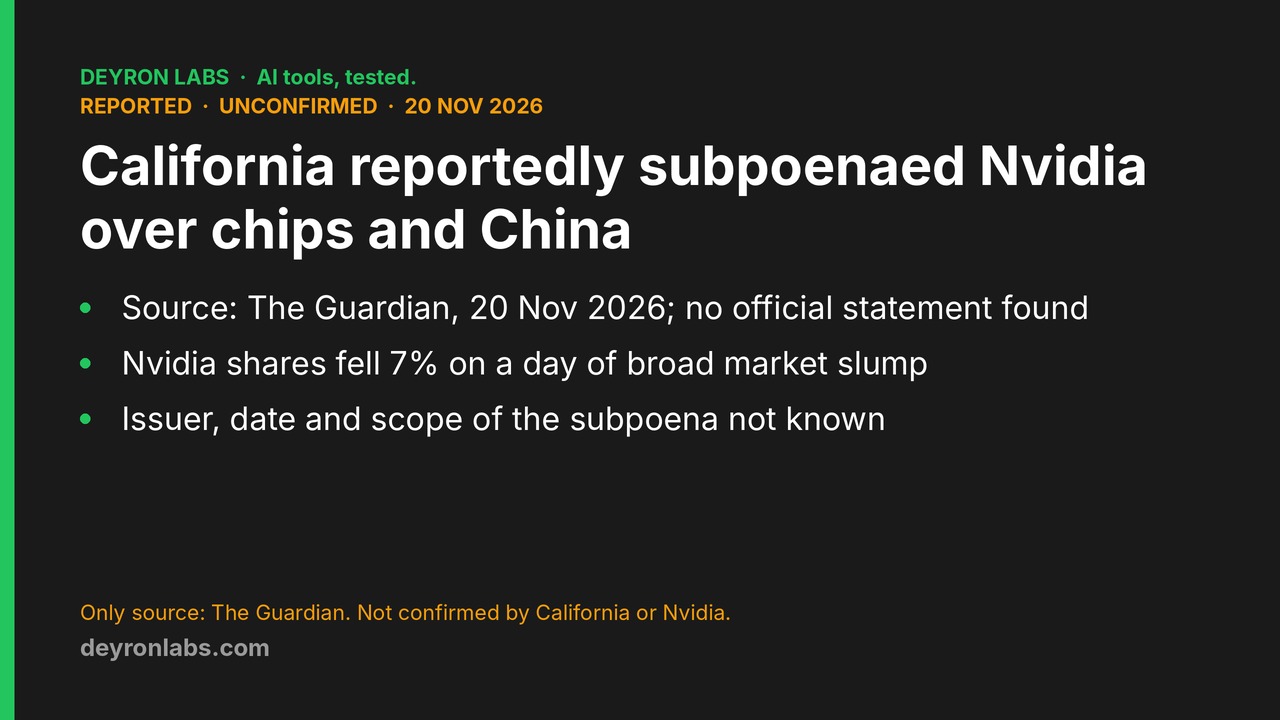 DEYRON LABS · AI tools, tested.
REPORTED · UNCONFIRMED · 20 NOV 2026
California reportedly subpoenaed Nvidia
over chips and China
• Source: The Guardian, 20 Nov 2026; no official statement found
• Nvidia shares fell 7% on a day of broad market slump
• Issuer, date and scope of the subpoena not known
Only source: The Guardian. Not confirmed by California or Nvidia.
deyronlabs.com